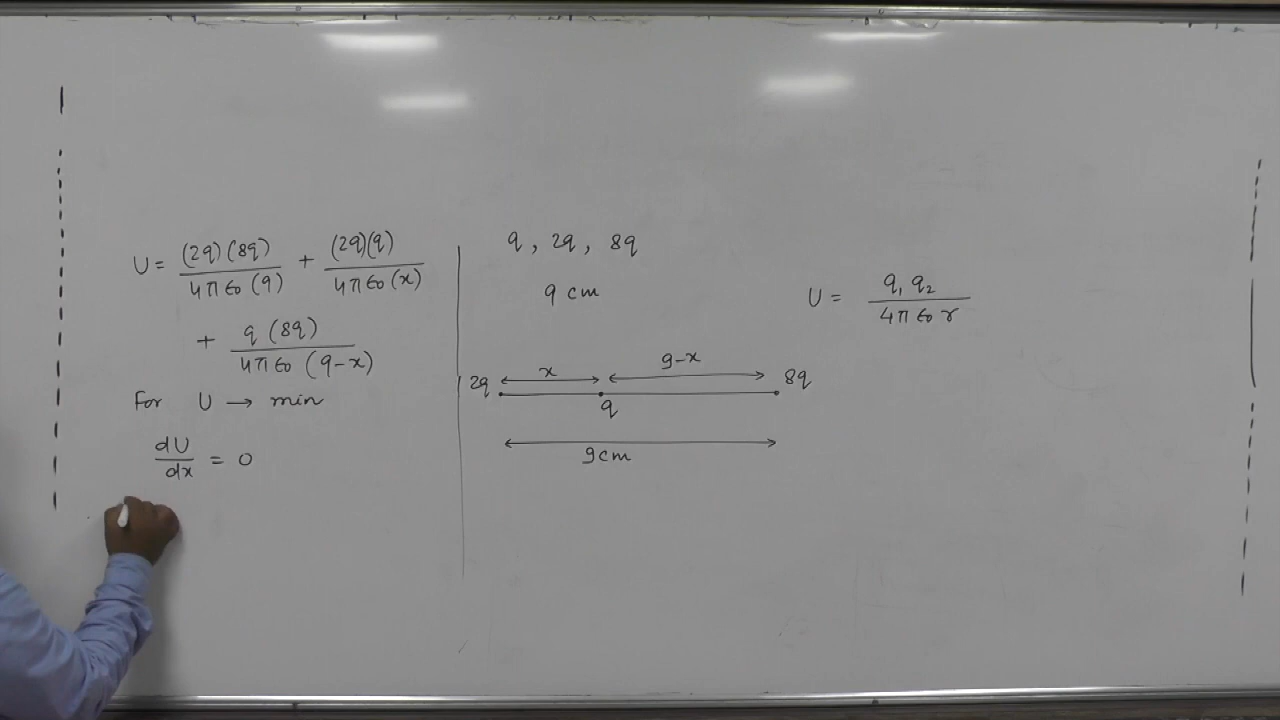 U = (2q)(8q) / 4π∈₀(9) + (2q)(q) / 4π∈₀(x)
+ q(8q) / 4π∈₀(9-x)
For U → min
dU/dx = 0
q, 2q, 8q
9 cm
x
9-x
2q
8q
q
9cm
U = q₁ q₂ / 4π∈₀ r